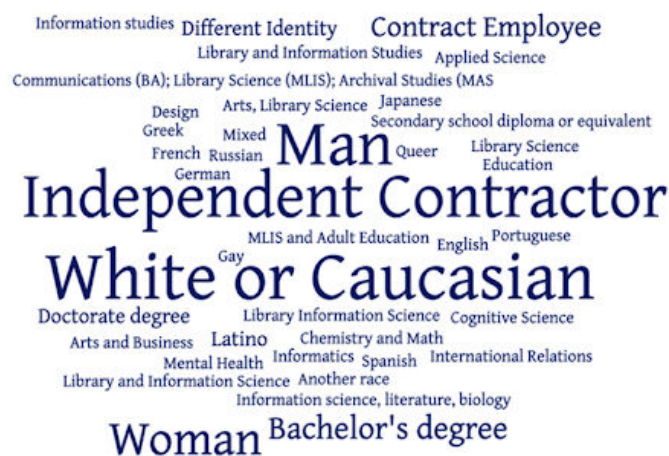 Information studies
Different Identity
Contract Employee
Library and Information Studies
Applied Science
Communications (BA); Library Science (MLIS); Archival Studies (MAS
Design
Arts, Library Science
Japanese
Secondary school diploma or equivalent
Greek
Mixed
Man
Queer
Library Science
French
Russian
Education
German
Independent Contractor
MLIS and Adult Education
English
Portuguese
Gay
White or Caucasian
Doctorate degree
Library Information Science
Cognitive Science
Arts and Business
Latino
Chemistry and Math
Mental Health
Informatics
Spanish
International Relations
Library and Information Science
Another race
Information science, literature, biology
Woman
Bachelor's degree